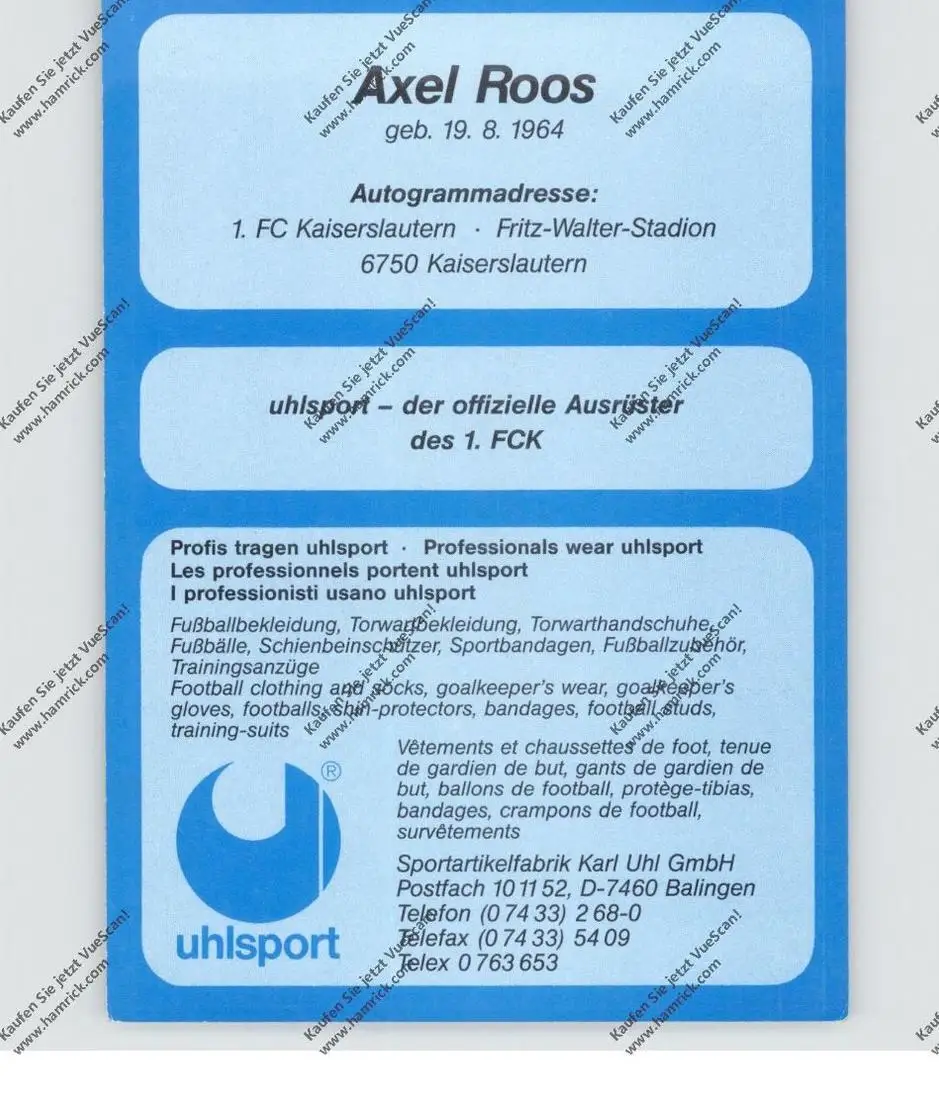 Axel Roos
geb. 19. 8. 1964
Autogrammadresse:
1. FC Kaiserslautern · Fritz-Walter-Stadion
6750 Kaiserslautern
uhlsport – der offizielle Ausrüster
des 1. FCK
Profis tragen uhlsport · Professionals wear uhlsport
Les professionnels portent uhlsport
I professionisti usano uhlsport
Fußballbekleidung, Torwartbekleidung, Torwarthandschuhe,
Fußbälle, Schienbeinschützer, Sportbandagen, Fußballzubehör,
Trainingsanzüge
Football clothing and socks, goalkeeper's wear, goalkeeper's
gloves, footballs, shin-protectors, bandages, football studs,
training-suits
Vêtements et chaussettes de foot, tenue
de gardien de but, gants de gardien de
but, ballons de football, protège-tibias,
bandages, crampons de football,
survêtements
®
uhlsport
Sportartikelfabrik Karl Uhl GmbH
Postfach 10 11 52, D-7460 Balingen
Telefon (0 74 33) 2 68-0
Telefax (0 74 33) 54 09
Telex 0 763 653
Kaufen Sie jetzt VueScan!
www.hamrick.com